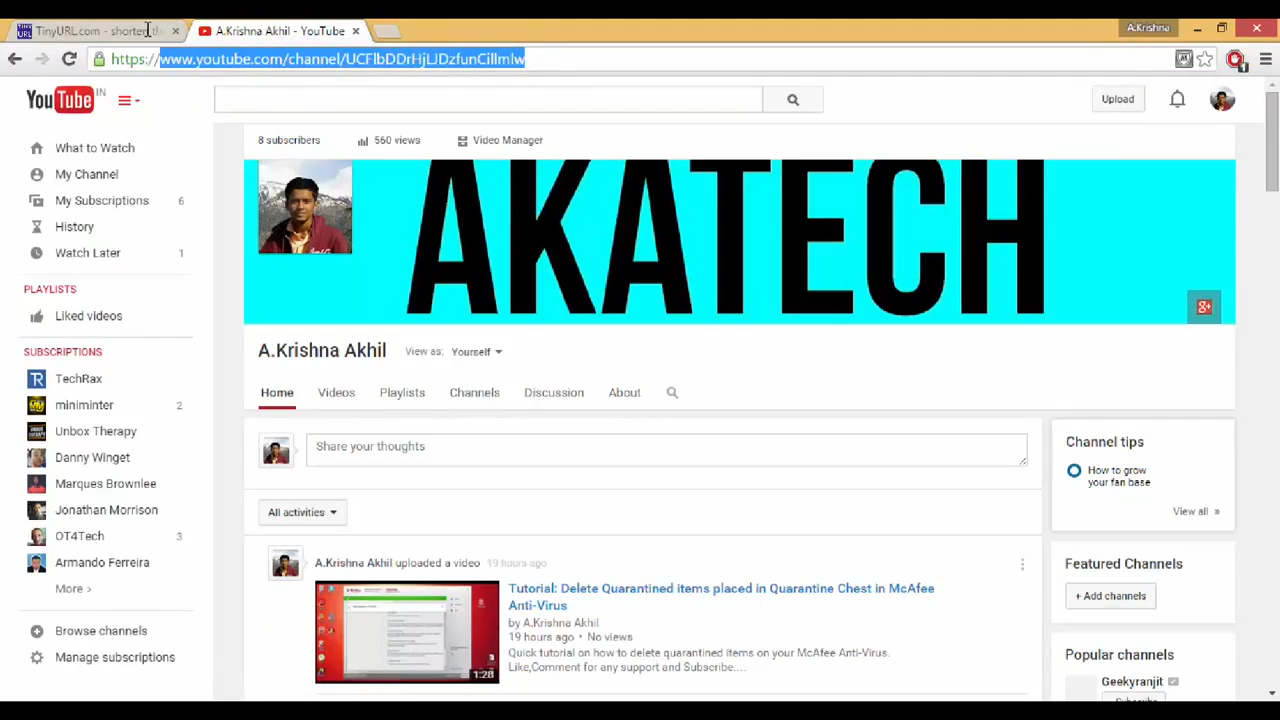 TinyURL.com - shorten th
A.Krishna Akhil - YouTube
A.Krishna
https://www.youtube.com/channel/UCFlbDDrHjLJDzfunCillmlw
YouTube IN
Upload
What to Watch
My Channel
My Subscriptions 6
History
Watch Later 1
PLAYLISTS
Liked videos
SUBSCRIPTIONS
TechRax
miniminter 2
Unbox Therapy
Danny Winget
Marques Brownlee
Jonathan Morrison
OT4Tech 3
Armando Ferreira
More ›
Browse channels
Manage subscriptions
8 subscribers 560 views Video Manager
AKATECH
g+
A.Krishna Akhil View as: Yourself
Home Videos Playlists Channels Discussion About
Share your thoughts
All activities
A.Krishna Akhil uploaded a video 19 hours ago
Tutorial: Delete Quarantined items placed in Quarantine Chest in McAfee
Anti-Virus
by A.Krishna Akhil
19 hours ago • No views
Quick tutorial on how to delete quarantined items on your McAfee Anti-Virus.
Like,Comment for any support and Subscribe....
1:28
Channel tips
How to grow
your fan base
View all »
Featured Channels
+ Add channels
Popular channels
Geekyranjit